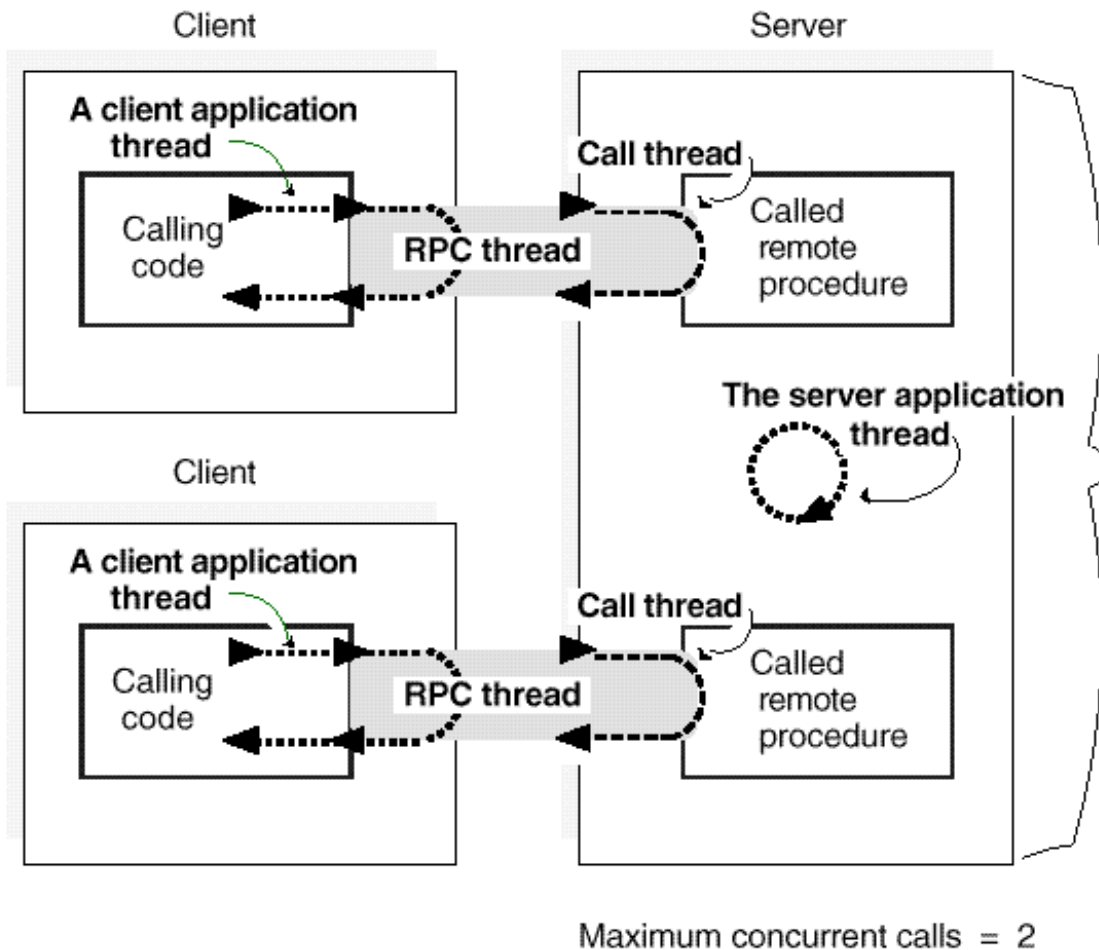 Client
Server
A client application
thread
Calling
code
RPC thread
Call thread
Called
remote
procedure
The server application
thread
Client
A client application
thread
Calling
code
RPC thread
Call thread
Called
remote
procedure
Maximum concurrent calls = 2